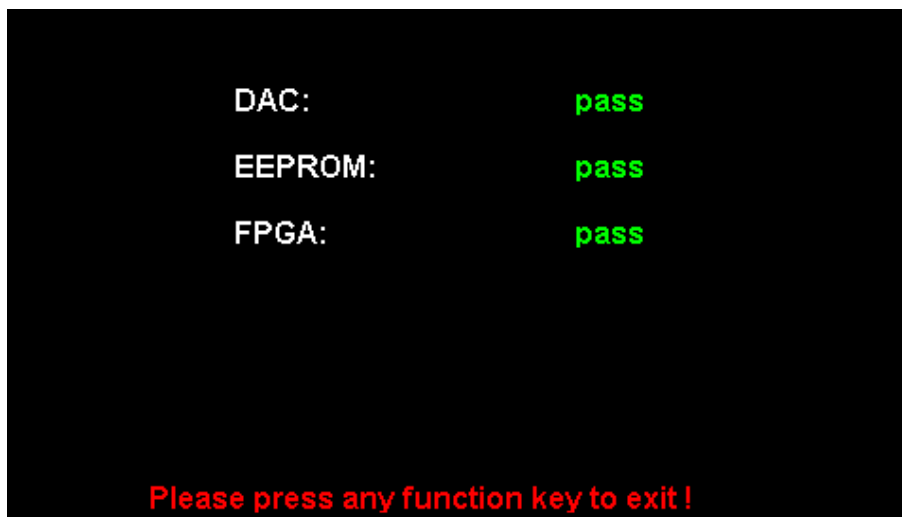 DAC: pass
EEPROM: pass
FPGA: pass
Please press any function key to exit !